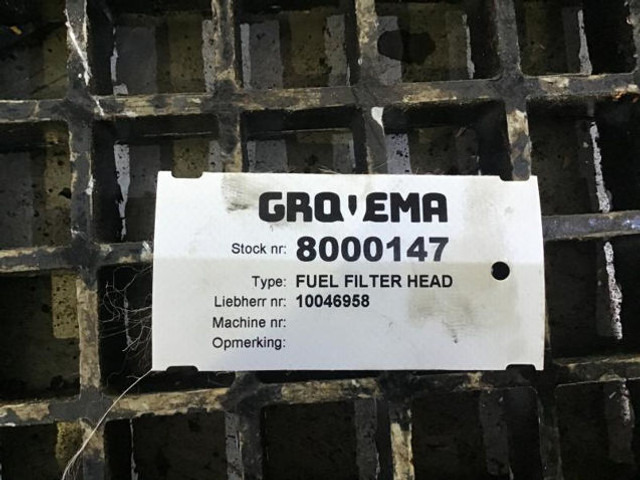 GROVEMA
Stock nr: 8000147
Type: FUEL FILTER HEAD
Liebherr nr: 10046958
Machine nr:
Opmerking: